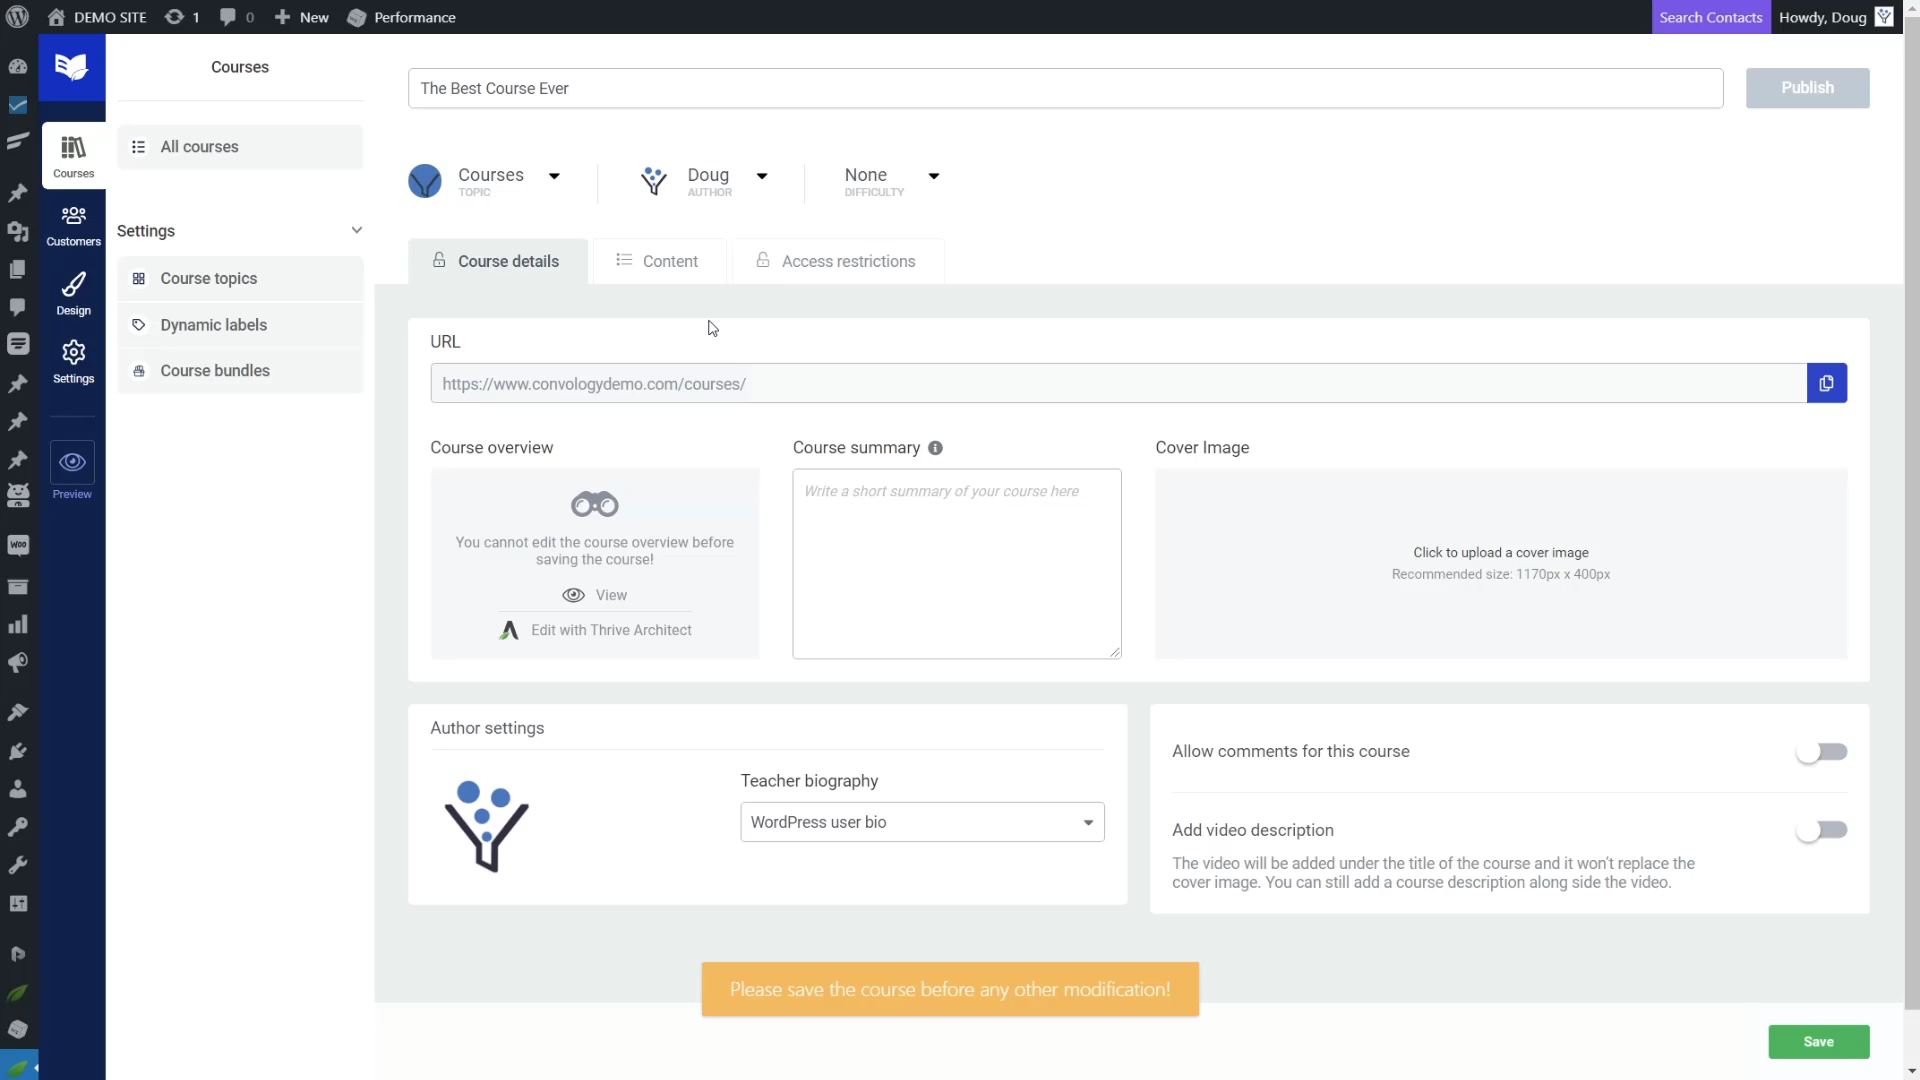 DEMO SITE
1
0
New
Performance
Search Contacts
Howdy, Doug
Courses
The Best Course Ever
Publish
All courses
Courses
Courses
TOPIC
Doug
AUTHOR
None
DIFFICULTY
Settings
Customers
Course details
Content
Access restrictions
Course topics
Design
Dynamic labels
URL
Course bundles
Settings
https://www.convologydemo.com/courses/
Course overview
Course summary
Cover Image
Preview
You cannot edit the course overview before
saving the course!
View
Edit with Thrive Architect
Write a short summary of your course here
Click to upload a cover image
Recommended size: 1170px x 400px
WOO
Author settings
Teacher biography
WordPress user bio
Allow comments for this course
Add video description
The video will be added under the title of the course and it won't replace the
cover image. You can still add a course description along side the video.
Please save the course before any other modification!
Save